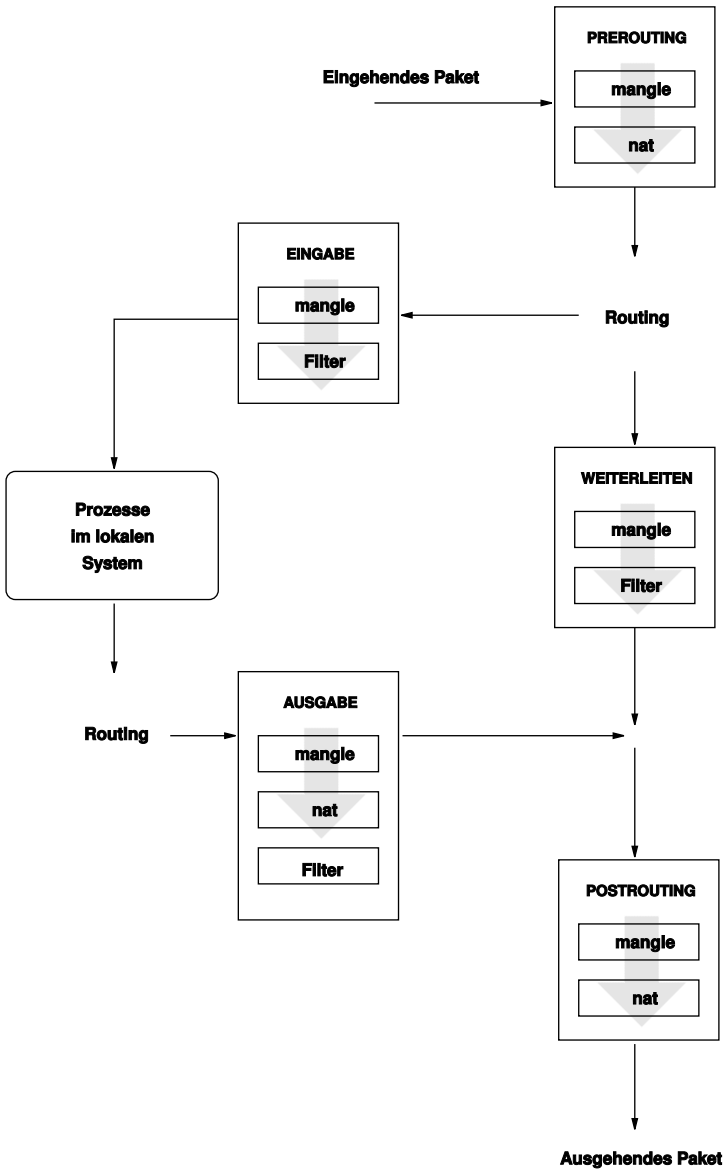 PREROUTING
Eingehendes Paket
mangle
nat
EINGABE
mangle
Filter
Routing
WEITERLEITEN
mangle
Filter
Prozesse
im lokalen
System
Routing
AUSGABE
mangle
nat
Filter
POSTROUTING
mangle
nat
Ausgehendes Paket